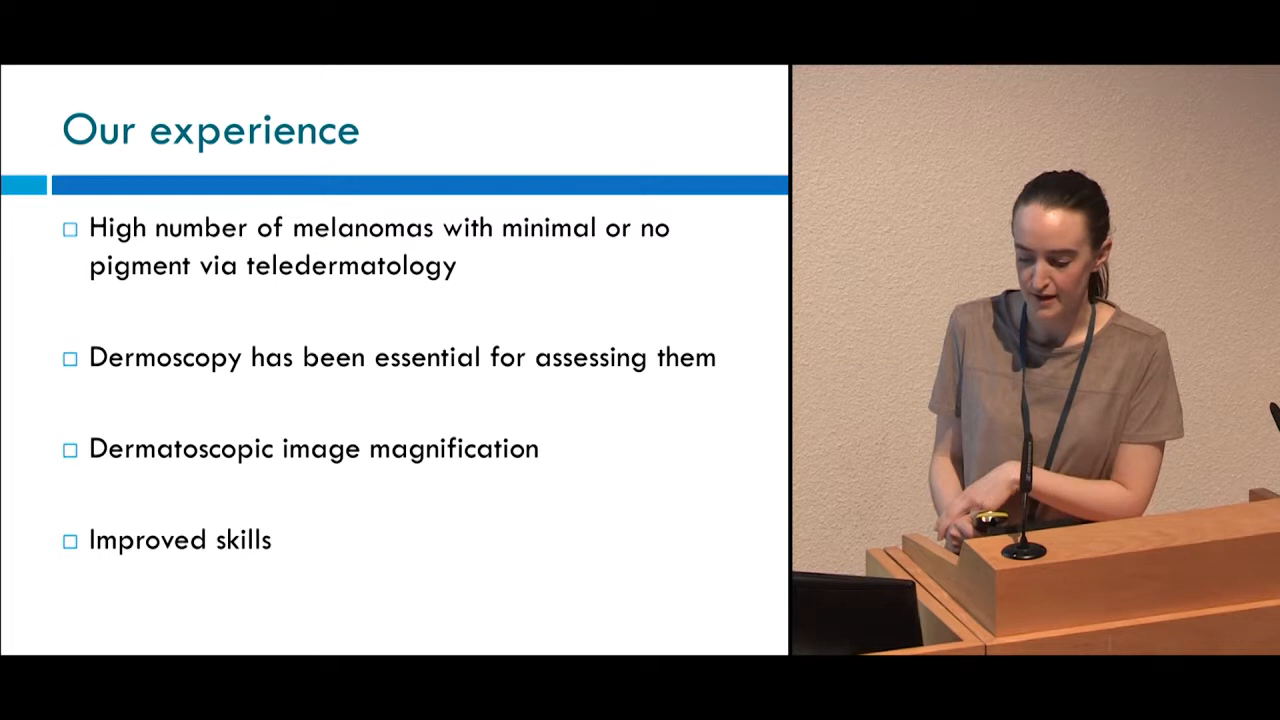 Our experience
High number of melanomas with minimal or no
pigment via teledermatology
Dermoscopy has been essential for assessing them
Dermatoscopic image magnification
Improved skills